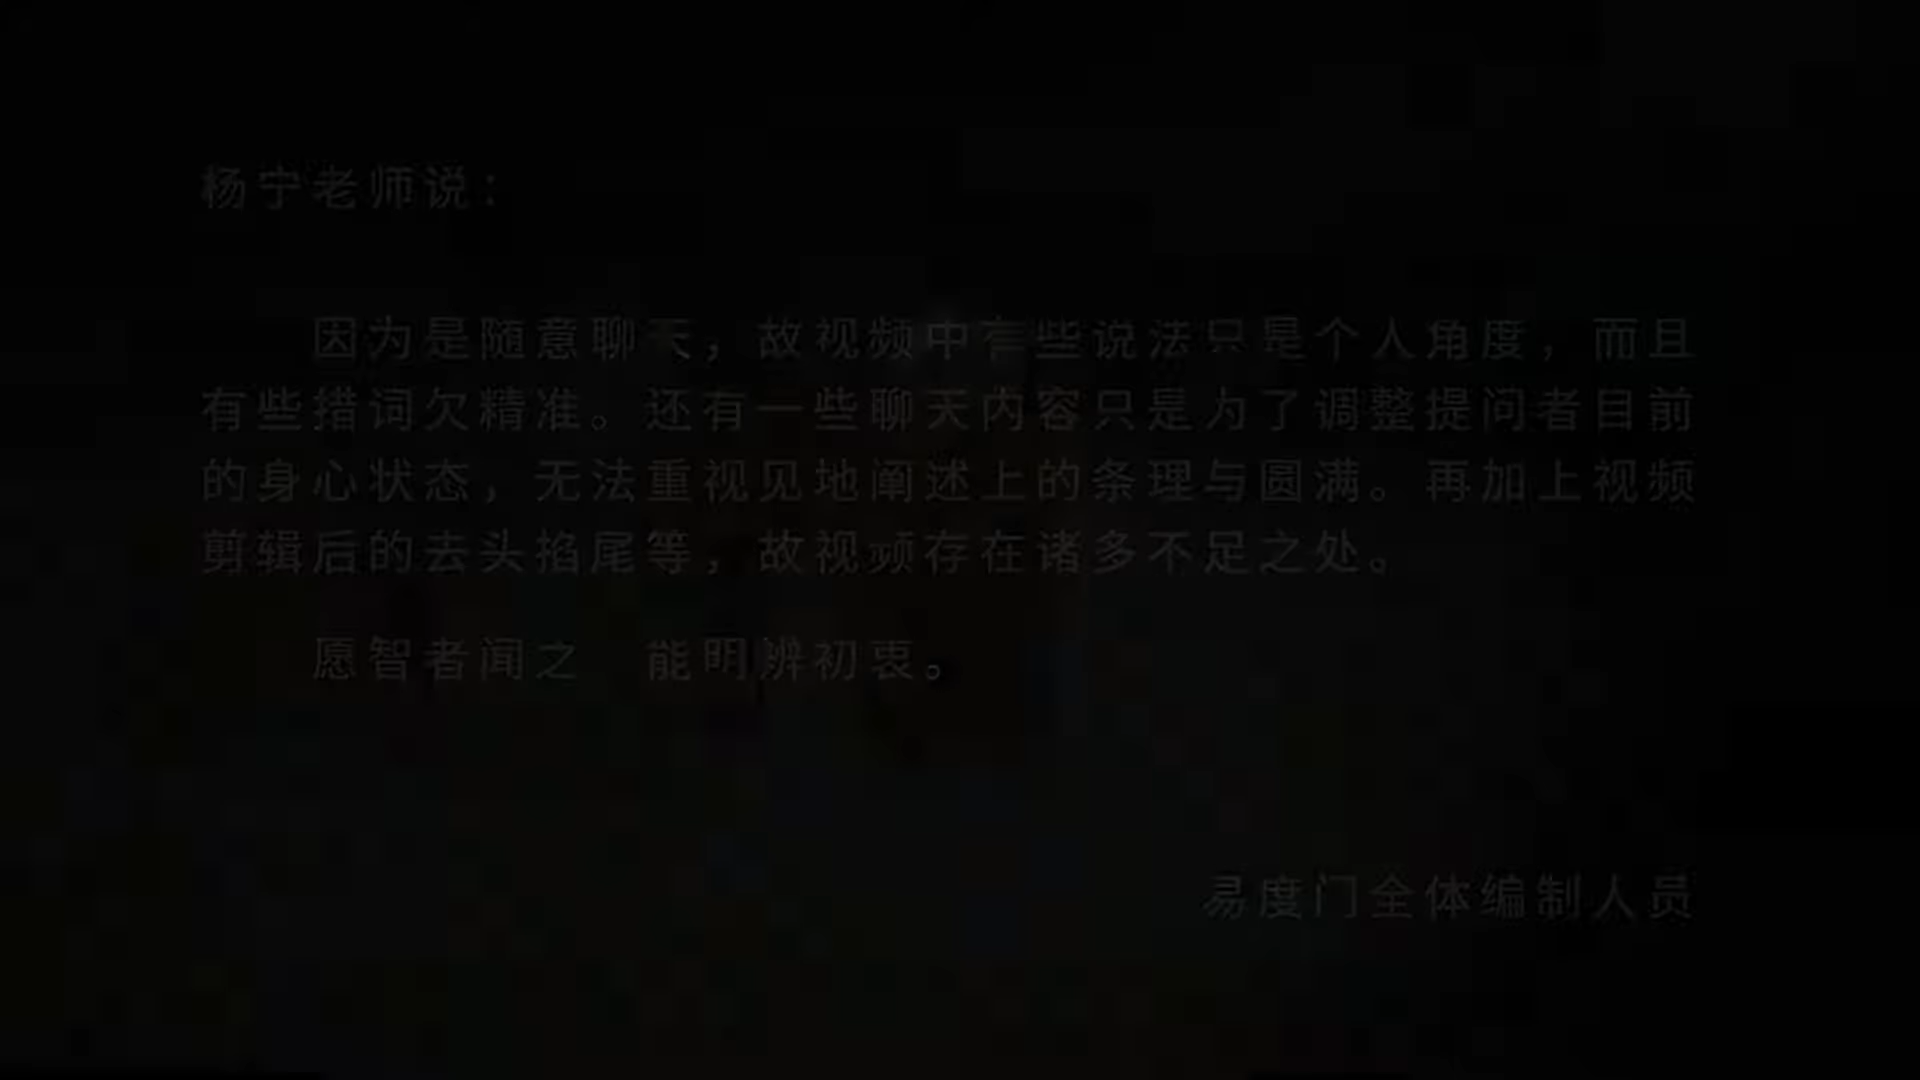 杨宁老师说：
因为是随意聊天，故视频中有些说法只是个人角度，而且
有些措词欠精准。还有一些聊天内容只是为了调整提问者目前
的身心状态，无法重视见地阐述上的条理与圆满。再加上视频
剪辑后的去头掐尾等，故视频存在诸多不足之处。
愿智者闻之　能明辨初衷。
易度门全体编制人员